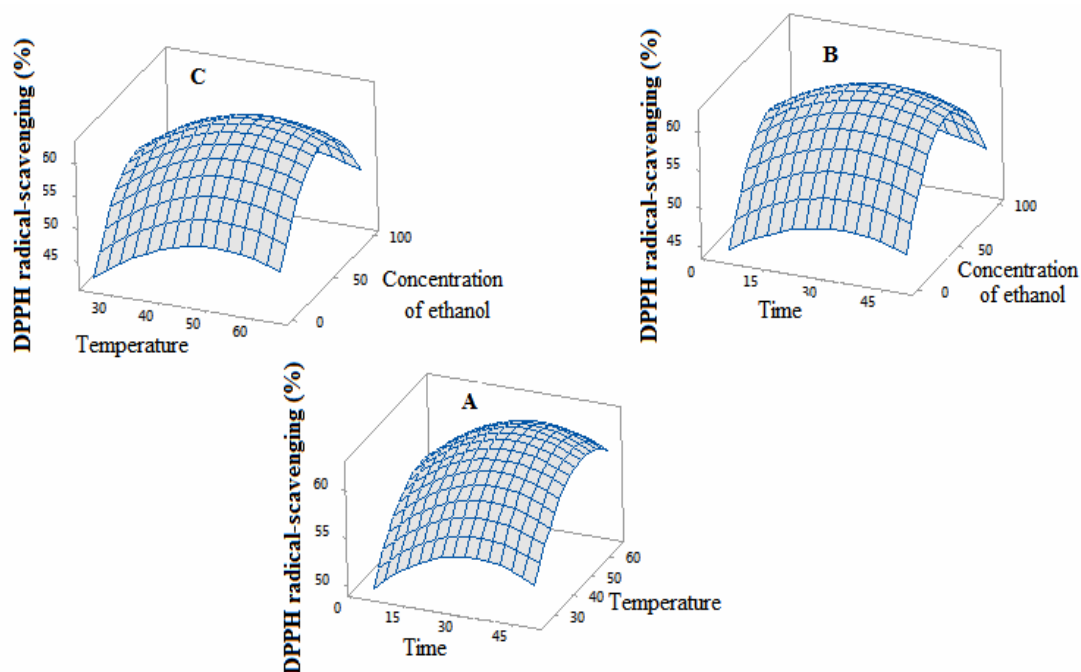 DPPH radical-scavenging (%)
C
60
55
50
45
30
40
50
60
Temperature
0
50
100
Concentration
of ethanol
DPPH radical-scavenging (%)
B
60
55
50
45
0
15
30
45
Time
0
50
100
Concentration
of ethanol
DPPH radical-scavenging (%)
A
60
55
50
0
15
30
45
Time
30
40
50
60
Temperature